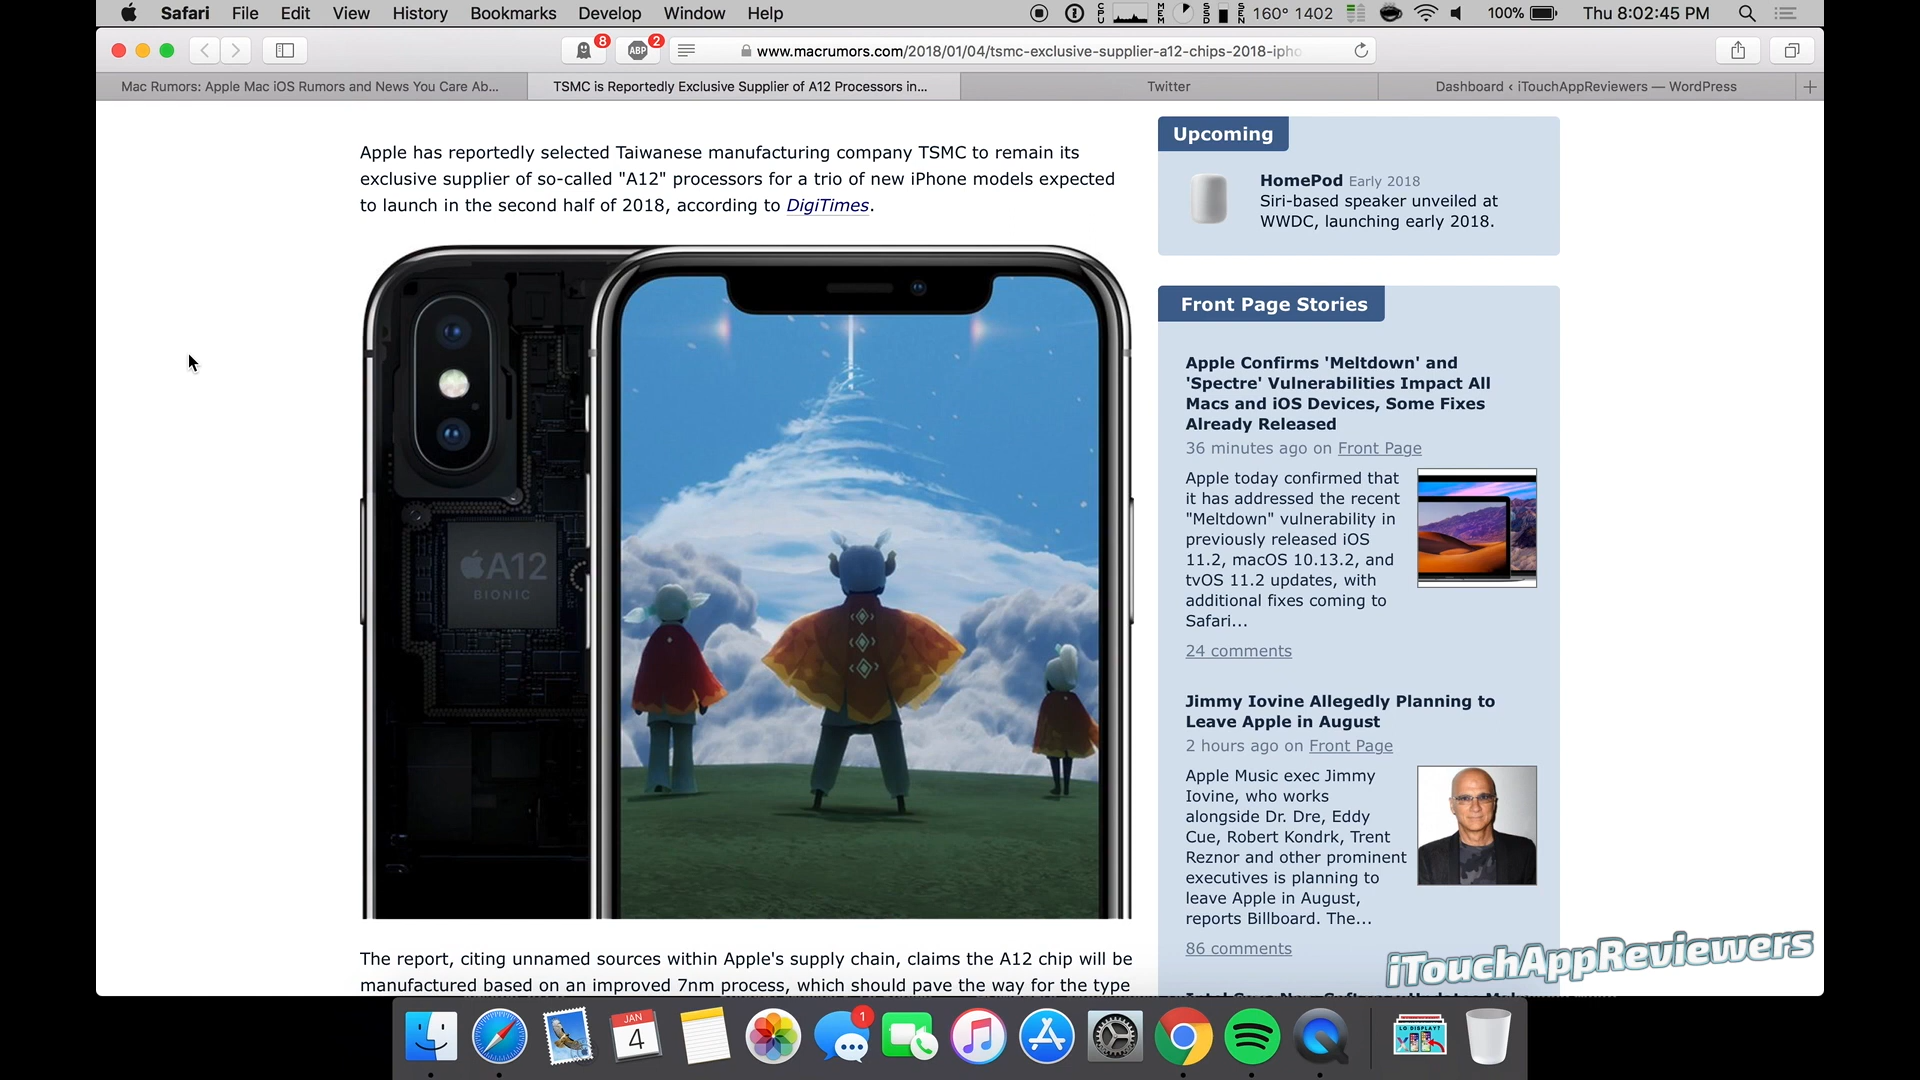 Safari File Edit View History Bookmarks Develop Window Help
CPU MEM SSD SEN 160° 1402 100% Thu 8:02:45 PM
8 ABP 2 www.macrumors.com/2018/01/04/tsmc-exclusive-supplier-a12-chips-2018-ipho
Mac Rumors: Apple Mac iOS Rumors and News You Care Ab...
TSMC is Reportedly Exclusive Supplier of A12 Processors in...
Twitter
Dashboard ‹ iTouchAppReviewers — WordPress
Apple has reportedly selected Taiwanese manufacturing company TSMC to remain its
exclusive supplier of so-called "A12" processors for a trio of new iPhone models expected
to launch in the second half of 2018, according to DigiTimes.
A12
BIONIC
The report, citing unnamed sources within Apple's supply chain, claims the A12 chip will be
manufactured based on an improved 7nm process, which should pave the way for the type
Upcoming
HomePod Early 2018
Siri-based speaker unveiled at
WWDC, launching early 2018.
Front Page Stories
Apple Confirms 'Meltdown' and
'Spectre' Vulnerabilities Impact All
Macs and iOS Devices, Some Fixes
Already Released
36 minutes ago on Front Page
Apple today confirmed that
it has addressed the recent
"Meltdown" vulnerability in
previously released iOS
11.2, macOS 10.13.2, and
tvOS 11.2 updates, with
additional fixes coming to
Safari...
24 comments
Jimmy Iovine Allegedly Planning to
Leave Apple in August
2 hours ago on Front Page
Apple Music exec Jimmy
Iovine, who works
alongside Dr. Dre, Eddy
Cue, Robert Kondrk, Trent
Reznor and other prominent
executives is planning to
leave Apple in August,
reports Billboard. The...
86 comments
iTouchAppReviewers
JAN
4
1
LG DISPLAY?